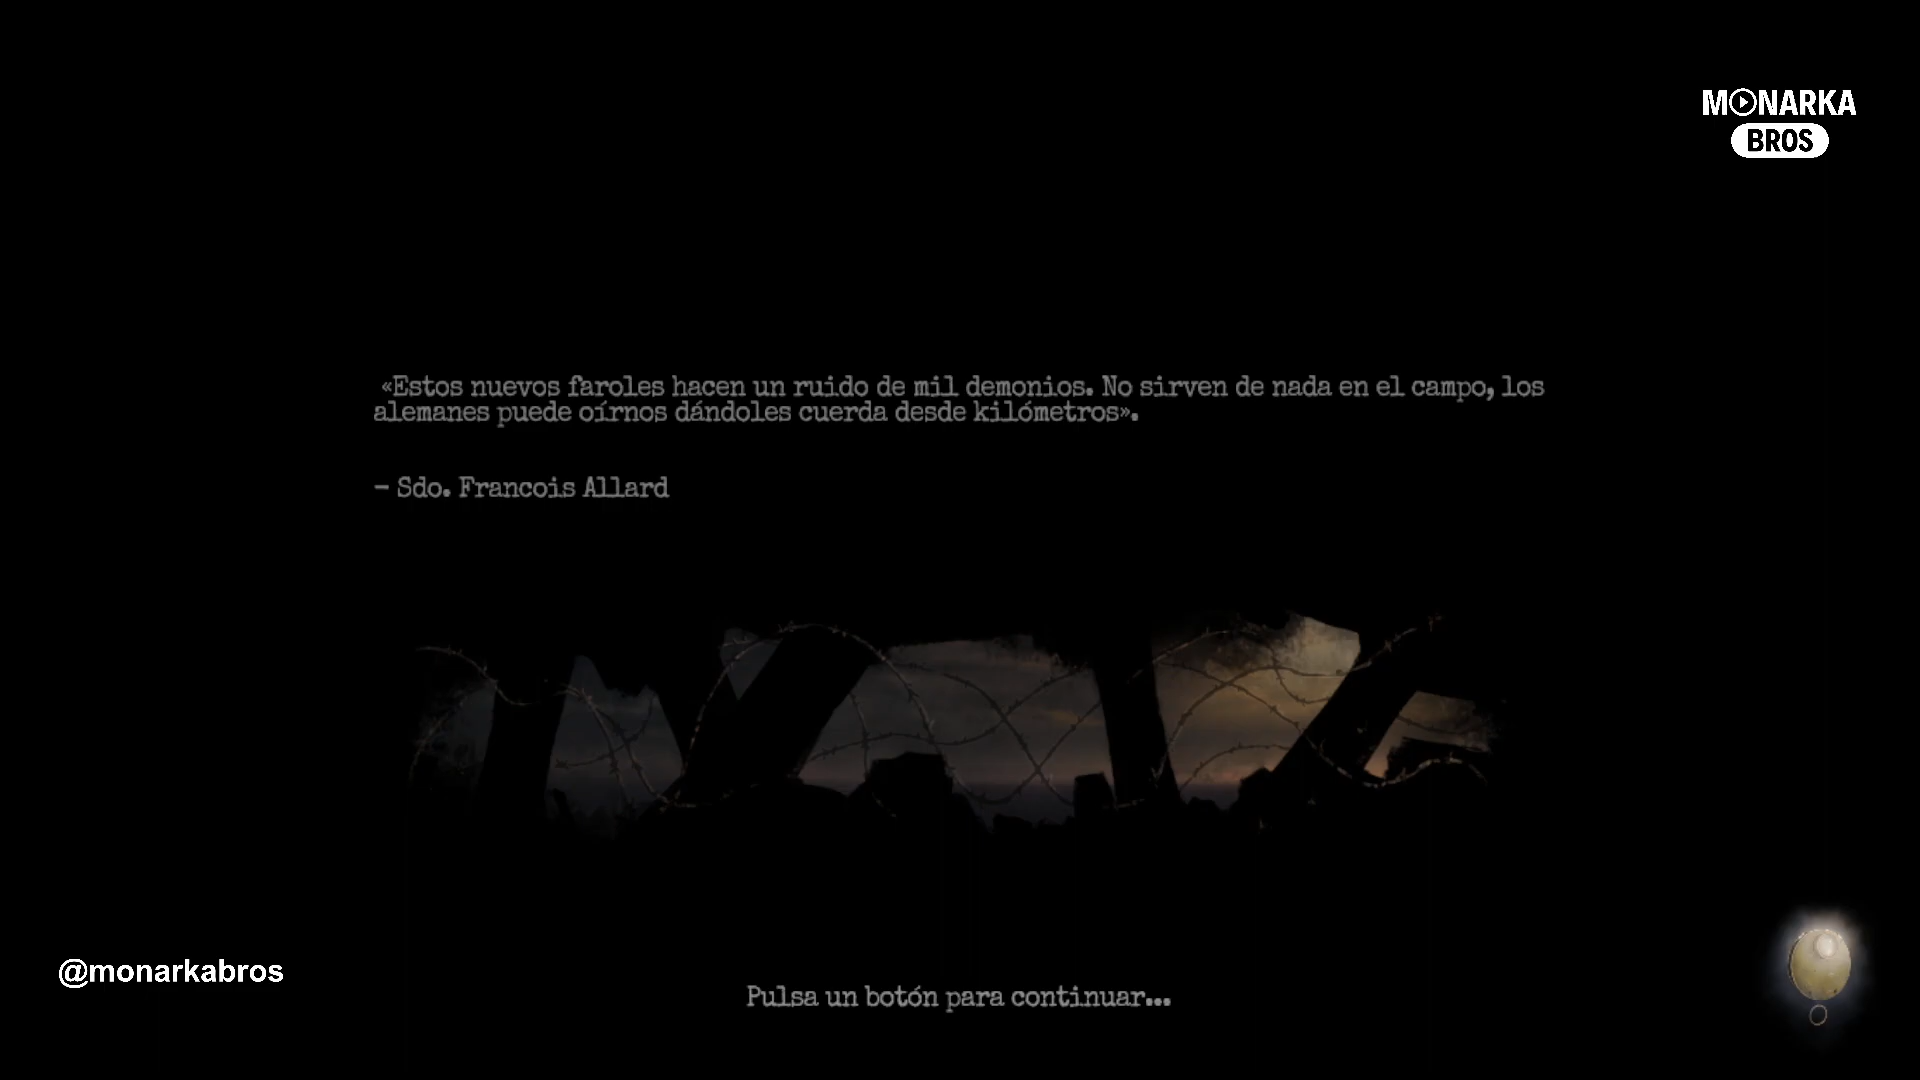 MONARKA
BROS
«Estos nuevos faroles hacen un ruido de mil demonios. No sirven de nada en el campo, los
alemanes puede oírnos dándoles cuerda desde kilómetros».
- Sdo. Francois Allard
@monarkabros
Pulsa un botón para continuar...